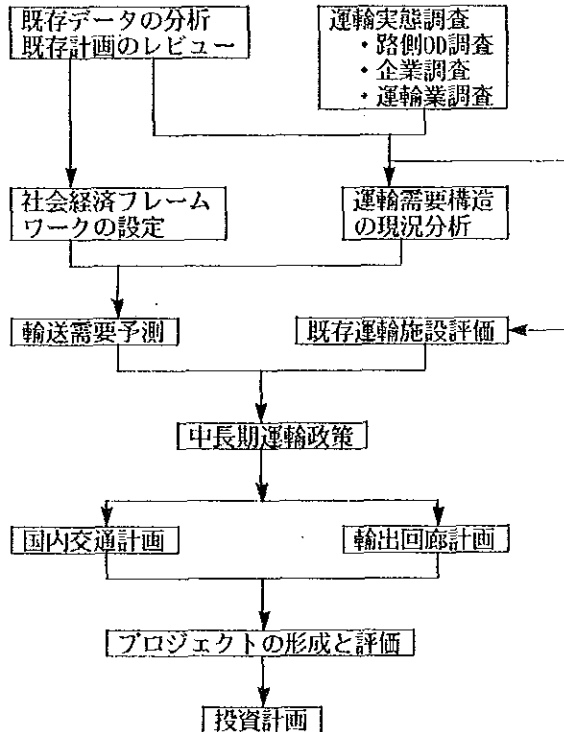 既存データの分析
既存計画のレビュー
運輸実態調査
・路側OD調査
・企業調査
・運輸業調査
社会経済フレーム
ワークの設定
運輸需要構造
の現況分析
輸送需要予測
既存運輸施設評価
中長期運輸政策
国内交通計画
輸出回廊計画
プロジェクトの形成と評価
投資計画